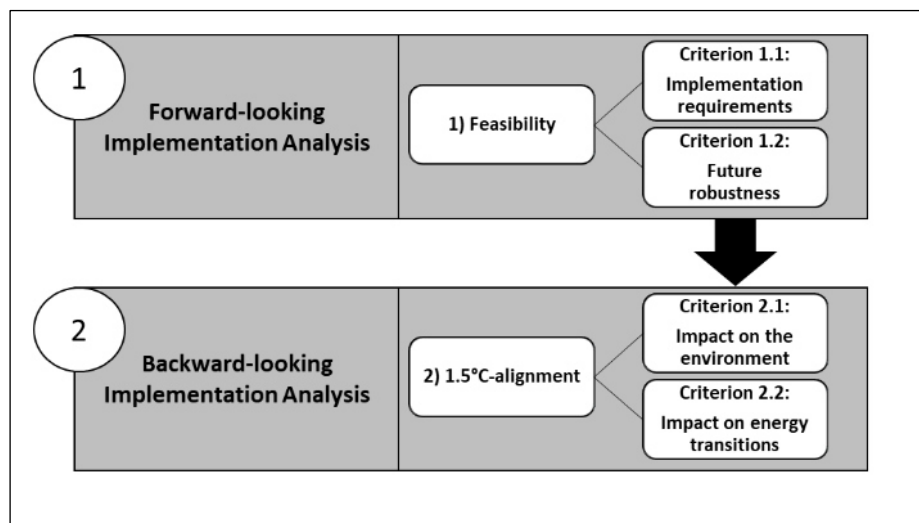 1
Forward-looking
Implementation Analysis
1) Feasibility
Criterion 1.1:
Implementation
requirements
Criterion 1.2:
Future
robustness
2
Backward-looking
Implementation Analysis
2) 1.5°C-alignment
Criterion 2.1:
Impact on the
environment
Criterion 2.2:
Impact on energy
transitions